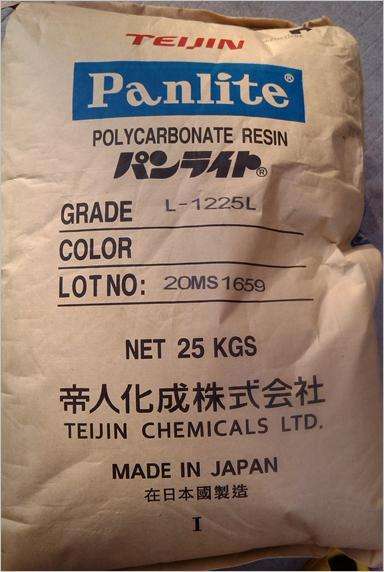 TEIJIN
Panlite®
POLYCARBONATE RESIN
パンライト®
GRADE L-1225L
COLOR
LOT NO: 20MS1659
NET 25 KGS
帝人化成株式会社
TEIJIN CHEMICALS LTD.
MADE IN JAPAN
在日本國製造
I